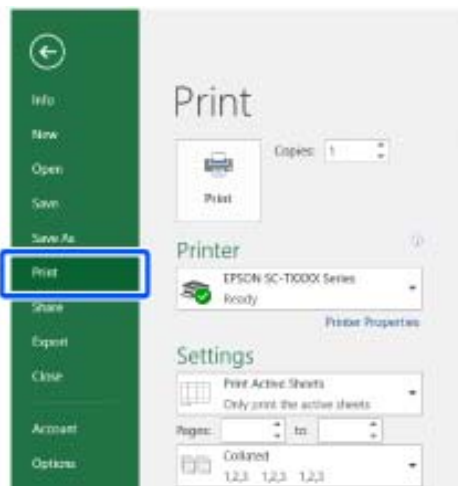 Info
New
Open
Save
Save As
Print
Share
Export
Close
Account
Options
Print
Copies: 1
Print
Printer
EPSON SC-TXXXX Series
Ready
Printer Properties
Settings
Print Active Sheets
Only print the active sheets
Pages: to
Collated
1,2,3 1,2,3 1,2,3